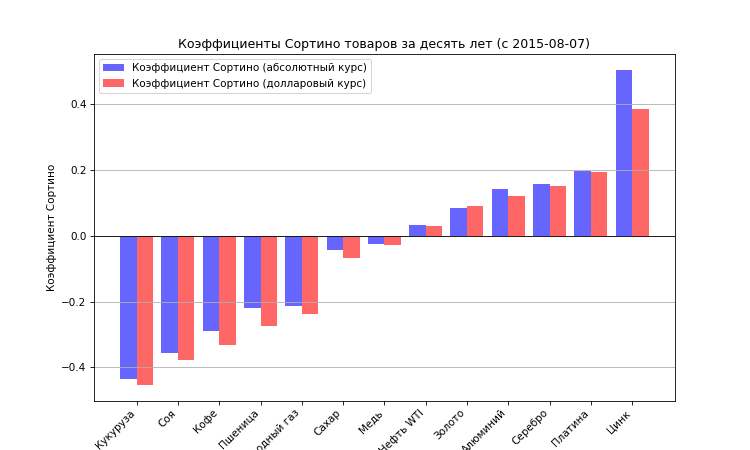 Коэффициенты Сортино товаров за десять лет (с 2015-08-07)
Коэффициент Сортино (абсолютный курс)
Коэффициент Сортино (долларовый курс)
Коэффициент Сортино
0.4
0.2
0.0
−0.2
−0.4
Кукуруза
Соя
Кофе
Пшеница
одный газ
Сахар
Медь
Нефть WTI
Золото
Алюминий
Серебро
Платина
Цинк